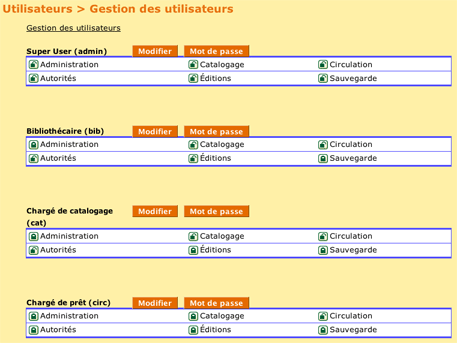 Utilisateurs > Gestion des utilisateurs
Gestion des utilisateurs
Super User (admin) Modifier Mot de passe
Administration Catalogage Circulation
Autorités Éditions Sauvegarde
Bibliothécaire (bib) Modifier Mot de passe
Administration Catalogage Circulation
Autorités Éditions Sauvegarde
Chargé de catalogage Modifier Mot de passe
(cat)
Administration Catalogage Circulation
Autorités Éditions Sauvegarde
Chargé de prêt (circ) Modifier Mot de passe
Administration Catalogage Circulation
Autorités Éditions Sauvegarde